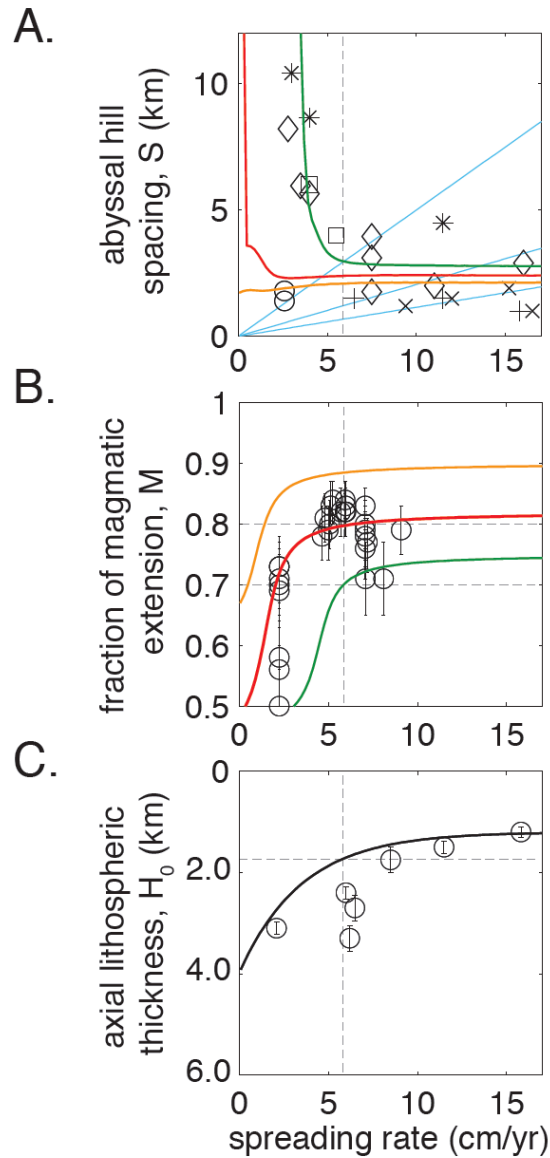 A.
abyssal hill
spacing, S (km)
10
5
0
0
5
10
15
B.
fraction of magmatic
extension, M
1
0.9
0.8
0.7
0.6
0.5
0
5
10
15
C.
axial lithospheric
thickness, H0 (km)
0
2.0
4.0
6.0
0
5
10
15
spreading rate (cm/yr)